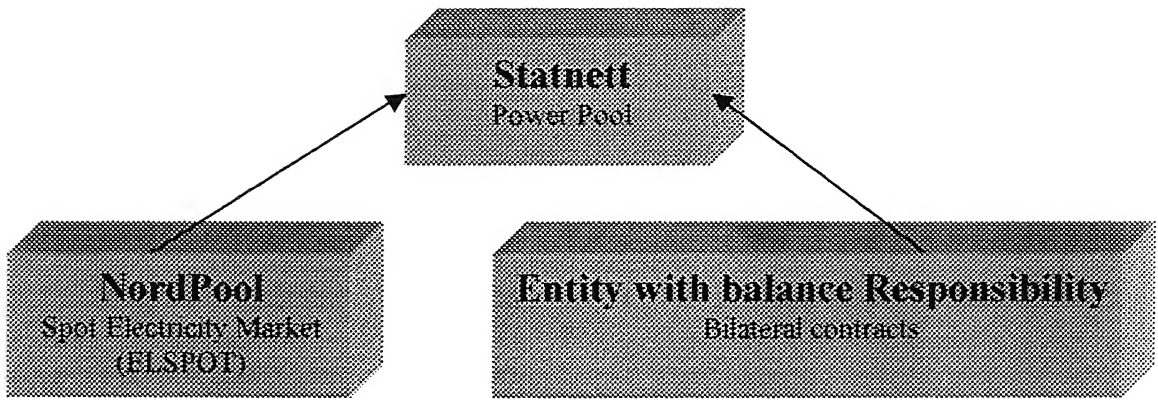 Statnett
Power Pool
NordPool
Spot Electricity Market
(ELSPOT)
Entity with balance Responsibility
Bilateral contracts